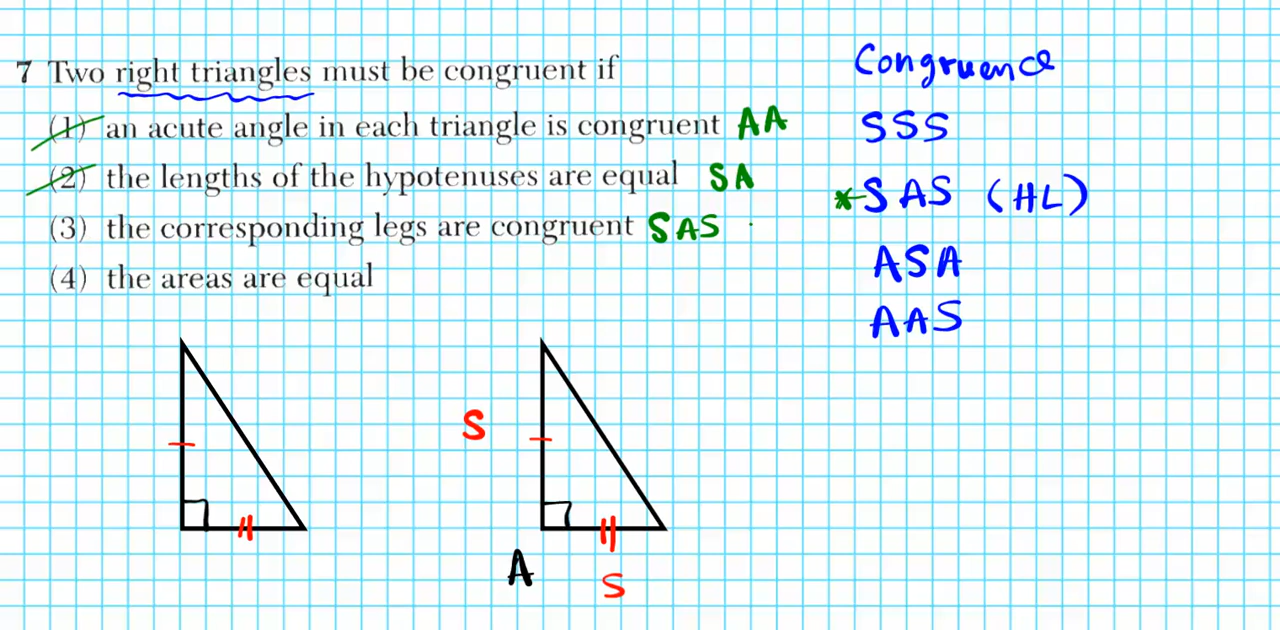 7 Two right triangles must be congruent if
(1) an acute angle in each triangle is congruent AA
(2) the lengths of the hypotenuses are equal SA
(3) the corresponding legs are congruent SAS
(4) the areas are equal
Congruence
SSS
*SAS (HL)
ASA
AAS
S
A
S